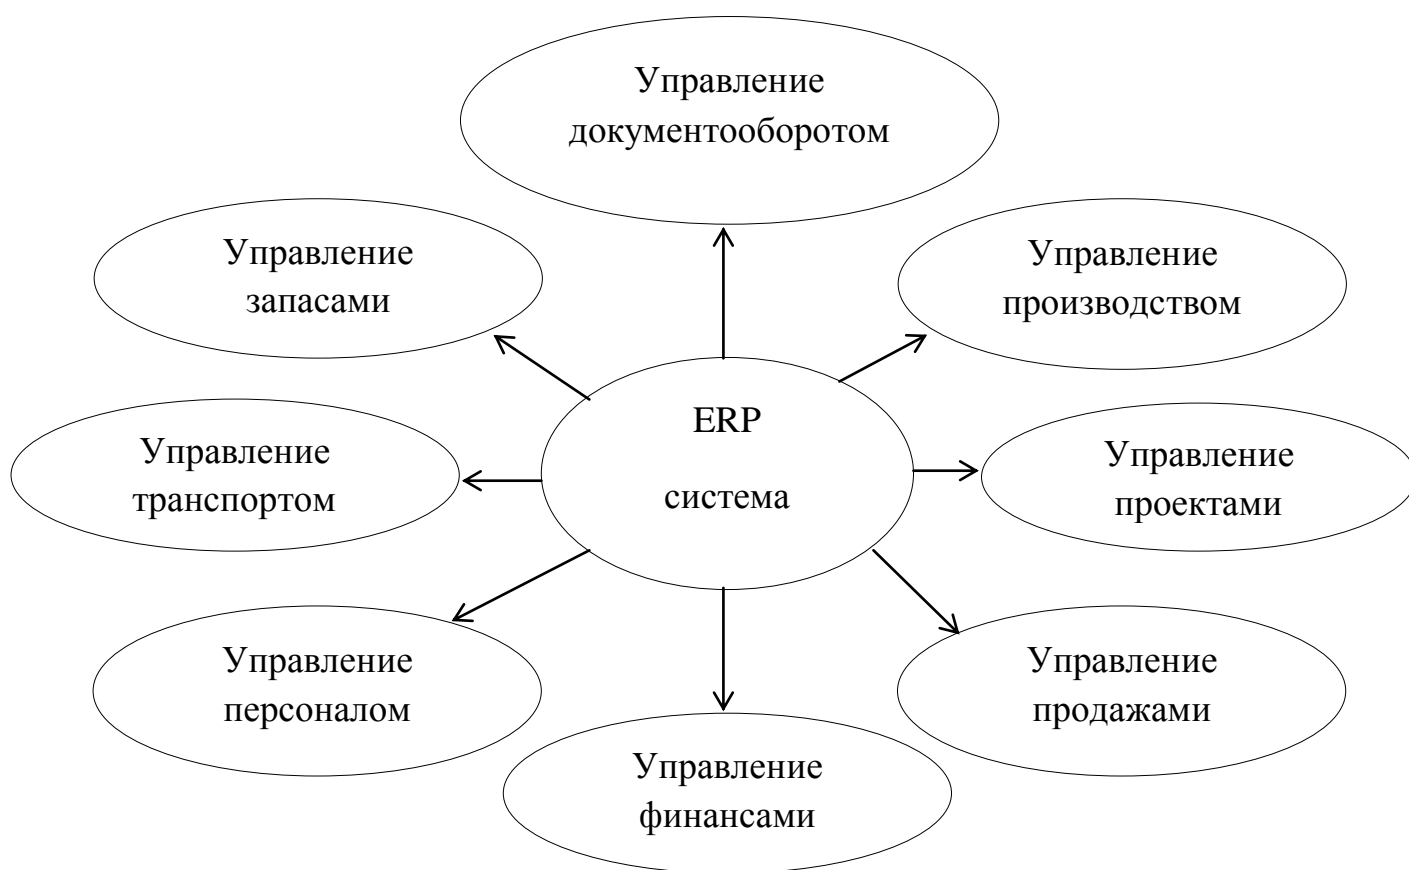 Управление
документооборотом
Управление
запасами
Управление
производством
ERP
система
Управление
транспортом
Управление
проектами
Управление
персоналом
Управление
продажами
Управление
финансами